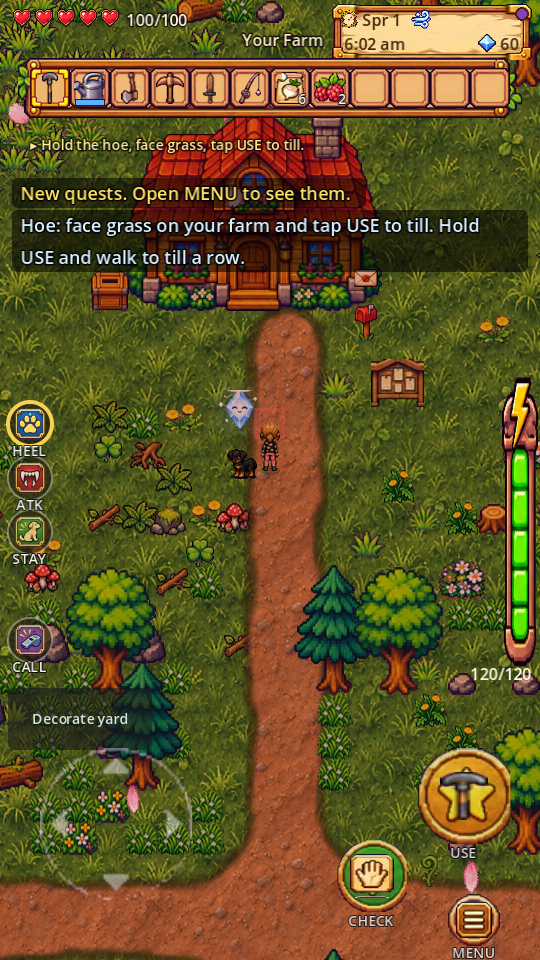 100/100
Spr 1
Your Farm
6:02 am
60
6
2
▸ Hold the hoe, face grass, tap USE to till.
New quests. Open MENU to see them.
Hoe: face grass on your farm and tap USE to till. Hold
USE and walk to till a row.
HEEL
ATK
STAY
CALL
120/120
Decorate yard
USE
CHECK
MENU